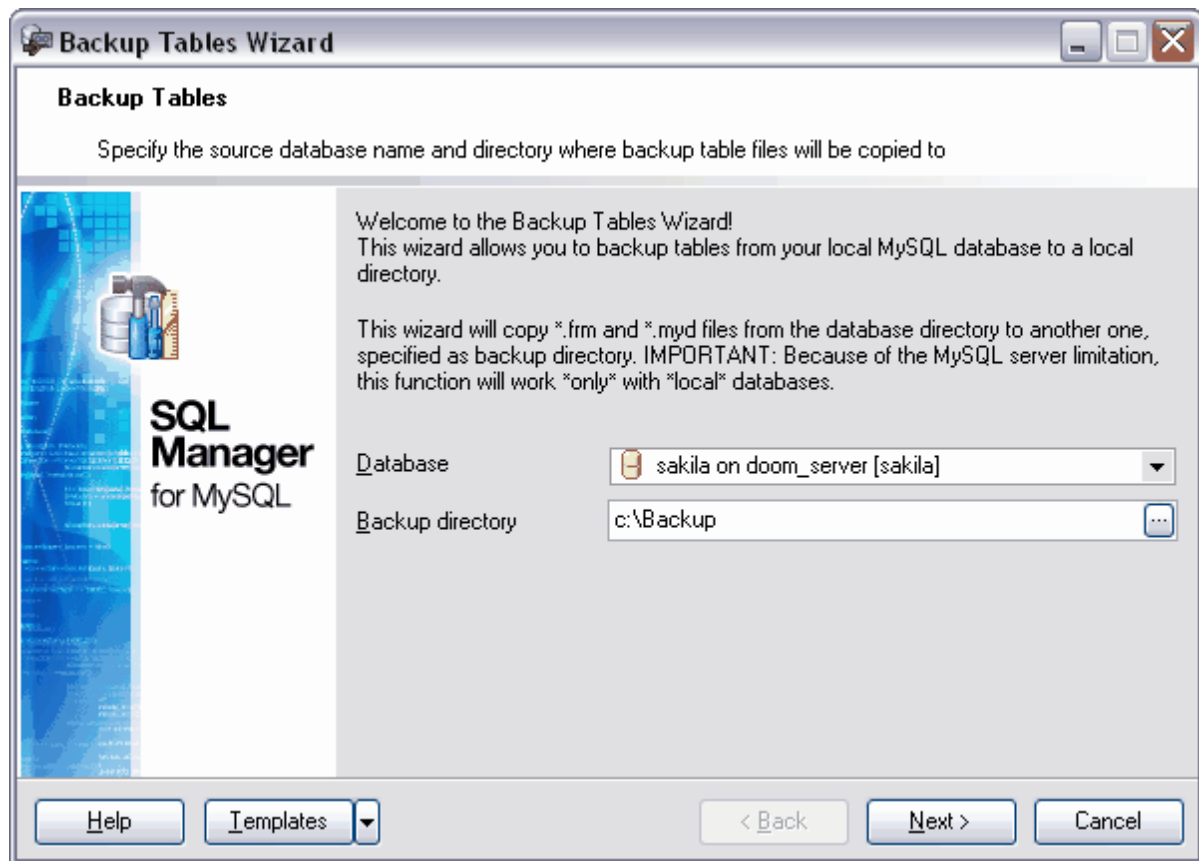 Backup Tables Wizard
Backup Tables
Specify the source database name and directory where backup table files will be copied to
Welcome to the Backup Tables Wizard!
This wizard allows you to backup tables from your local MySQL database to a local
directory.
This wizard will copy *.frm and *.myd files from the database directory to another one,
specified as backup directory. IMPORTANT: Because of the MySQL server limitation,
this function will work *only* with *local* databases.
SQL
Manager
for MySQL
Database
sakila on doom_server [sakila]
Backup directory
c:\Backup
...
Help
Templates
< Back
Next >
Cancel